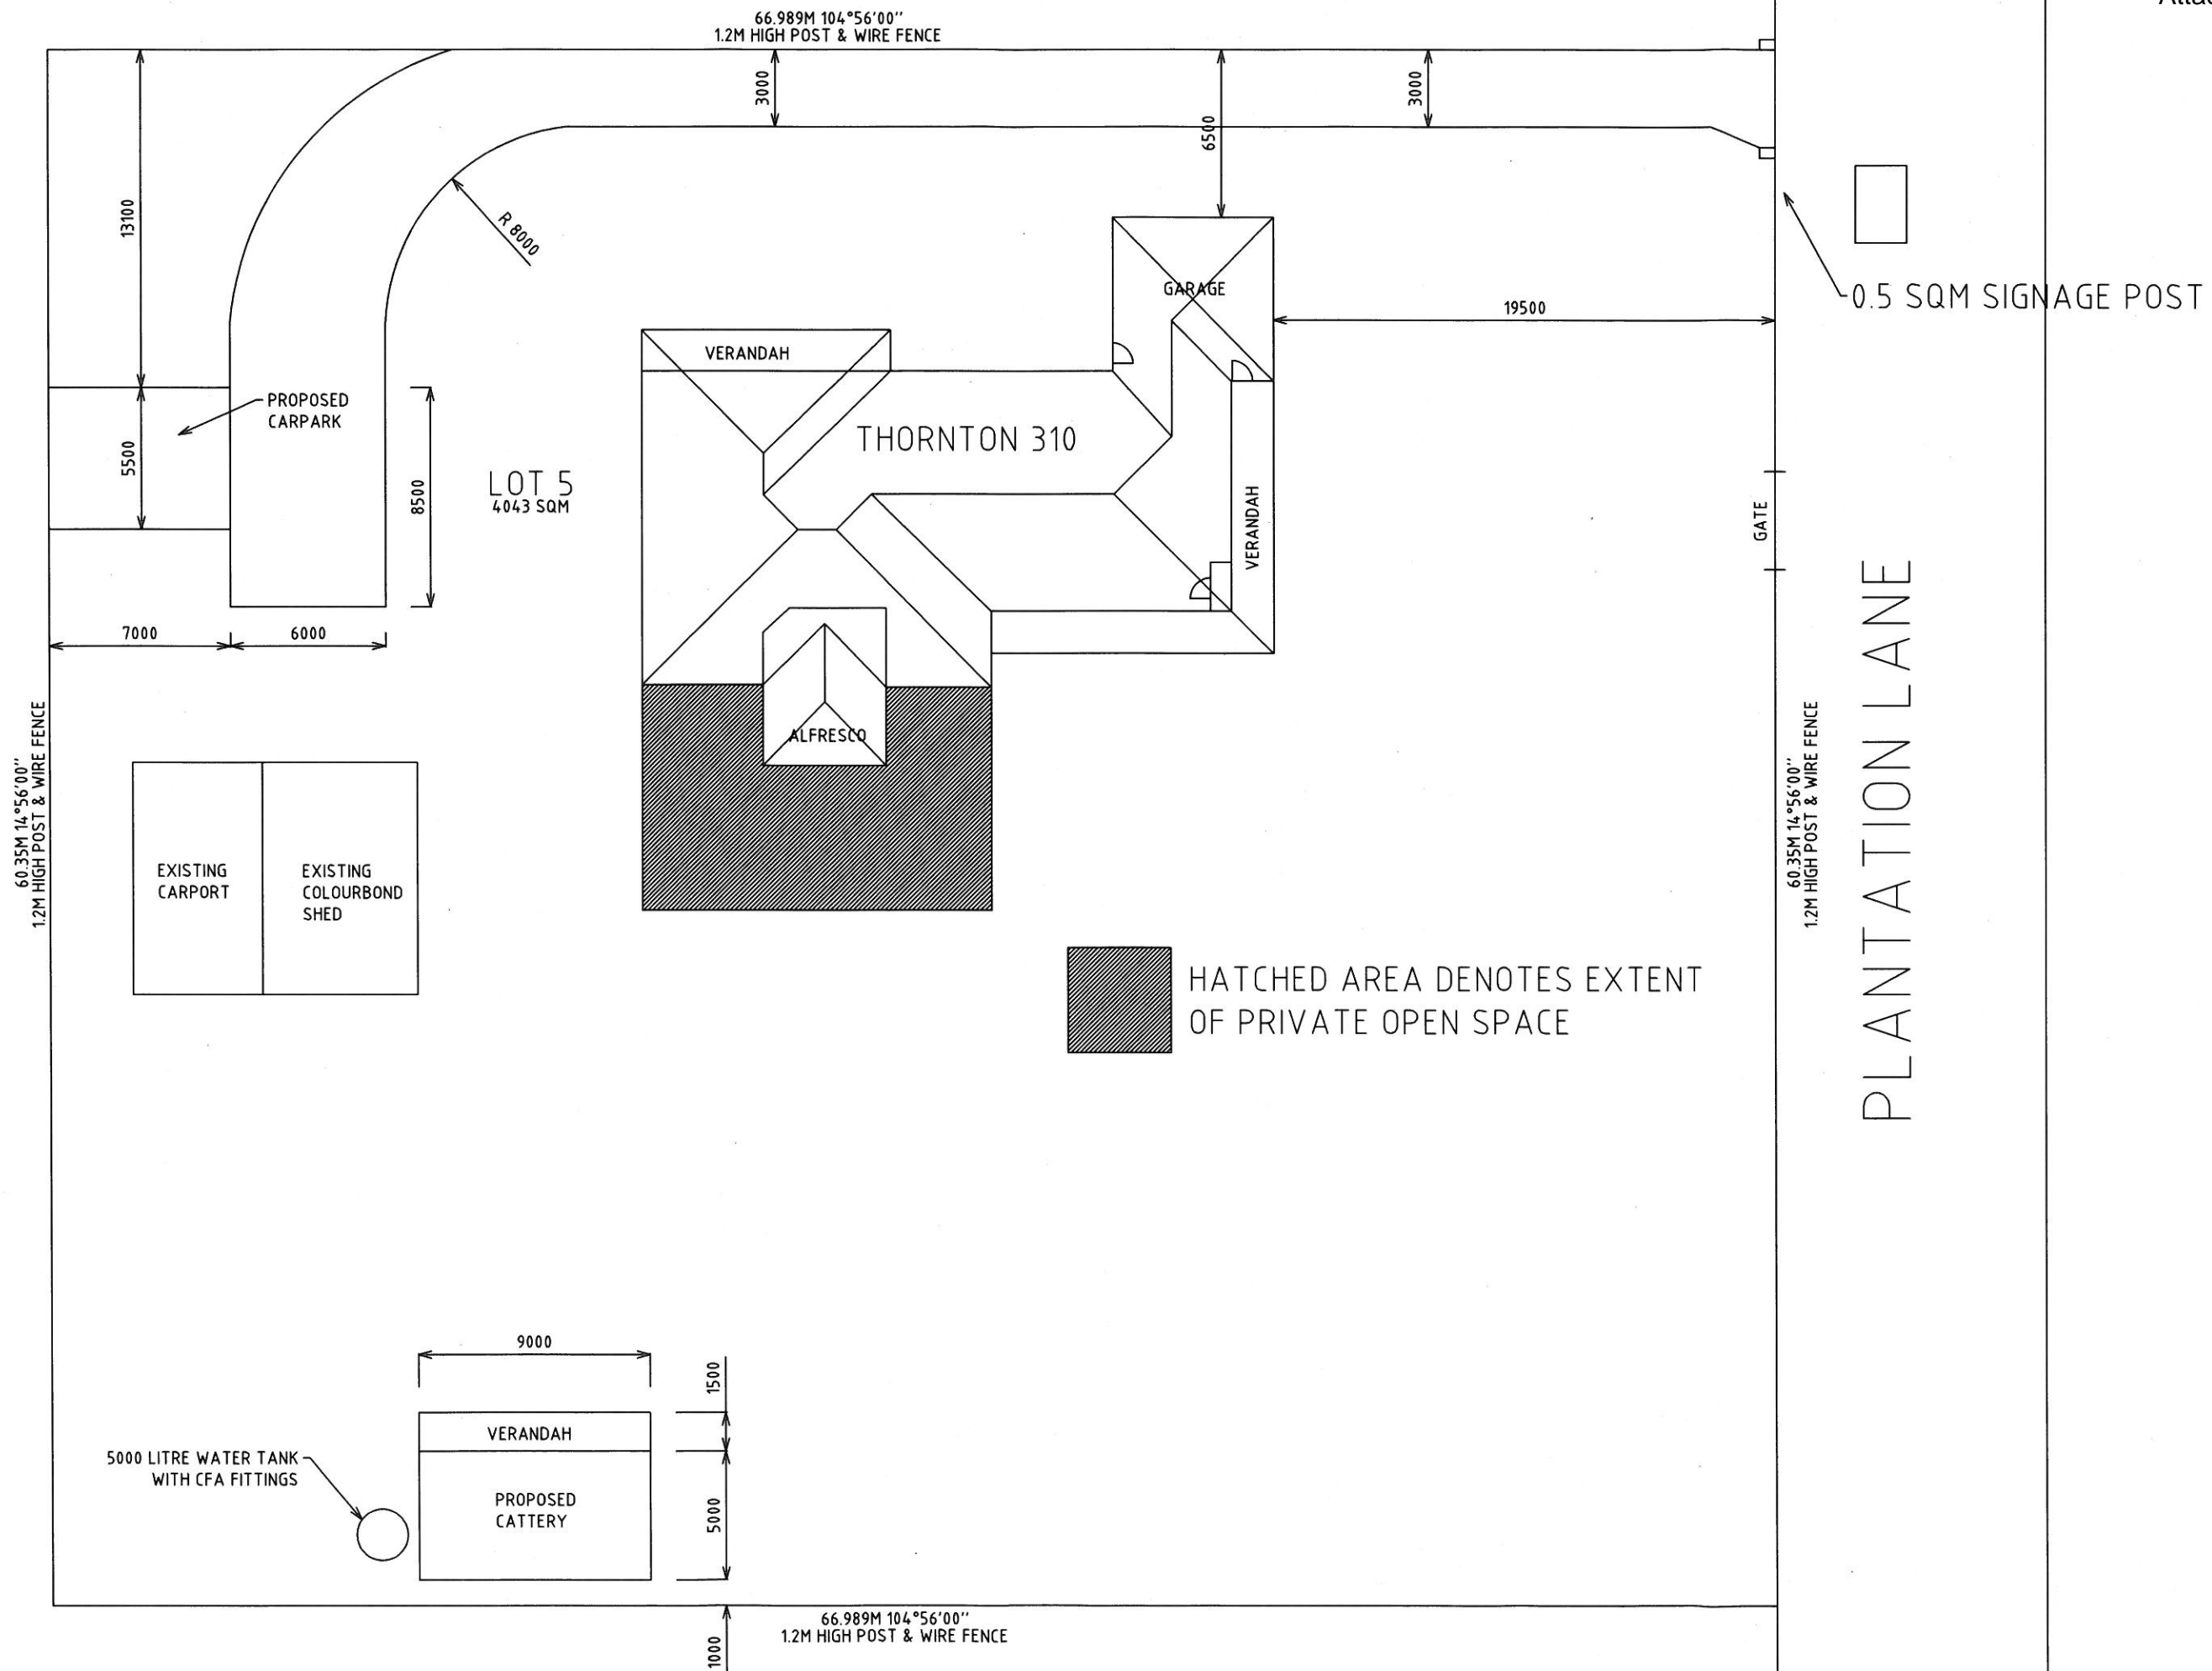 66.989M 104°56'00"
1.2M HIGH POST & WIRE FENCE
3000
6500
3000
13100
R 8000
GARAGE
19500
0.5 SQM SIGNAGE POST
VERANDAH
PROPOSED
CARPARK
THORNTON 310
5500
8500
LOT 5
4043 SQM
VERANDAH
GATE
7000
6000
ALFRESCO
60.35M 14°56'00"
1.2M HIGH POST & WIRE FENCE
EXISTING
CARPORT
EXISTING
COLOURBOND
SHED
60.35M 14°56'00"
1.2M HIGH POST & WIRE FENCE
PLANTATION LANE
HATCHED AREA DENOTES EXTENT
OF PRIVATE OPEN SPACE
9000
1500
VERANDAH
5000 LITRE WATER TANK
WITH CFA FITTINGS
PROPOSED
CATTERY
5000
66.989M 104°56'00"
1.2M HIGH POST & WIRE FENCE
1000